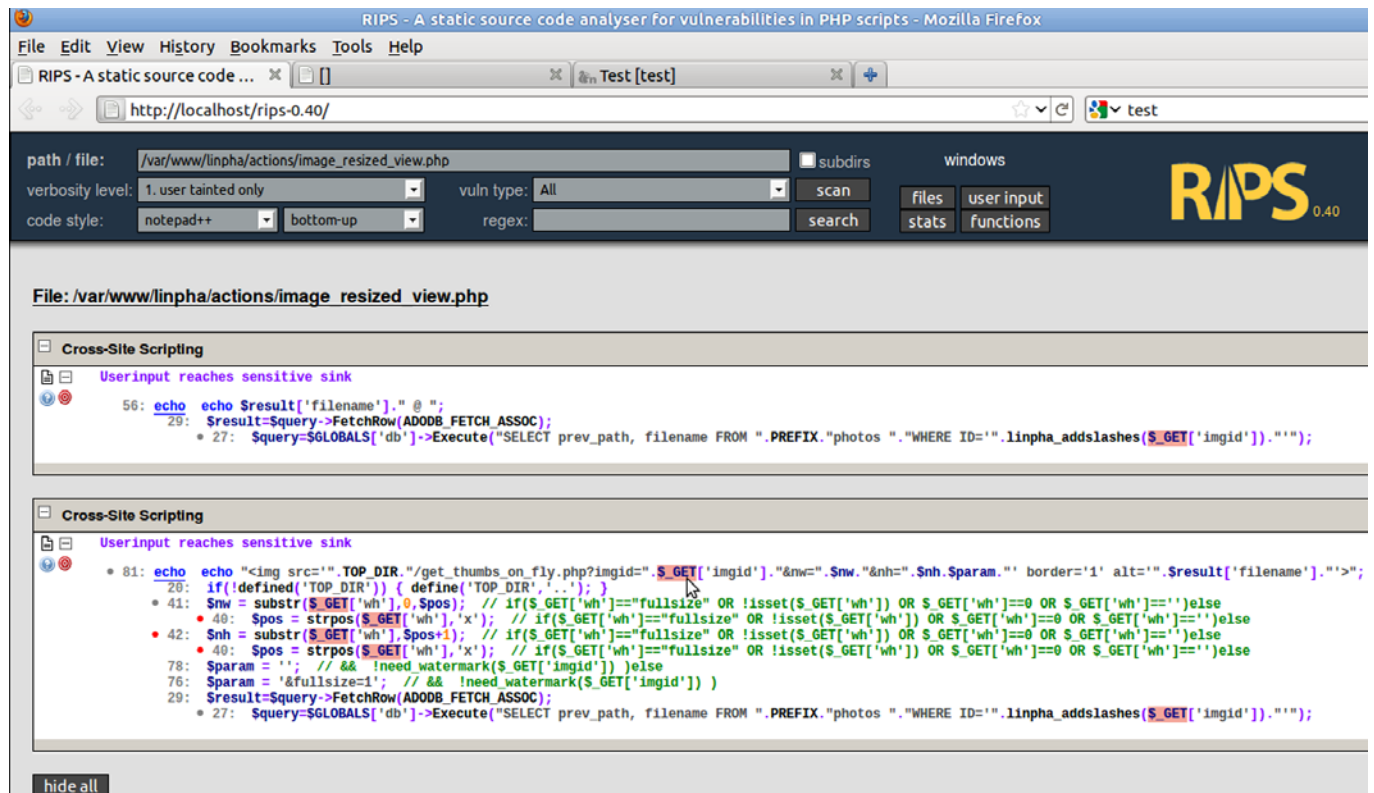 RIPS - A static source code analyser for vulnerabilities in PHP scripts - Mozilla Firefox
File Edit View History Bookmarks Tools Help
RIPS - A static source code ... [] Test [test]
http://localhost/rips-0.40/ test
path / file: /var/www/linpha/actions/image_resized_view.php subdirs windows
verbosity level: 1. user tainted only vuln type: All scan files user input
code style: notepad++ bottom-up regex: search stats functions
RIPS 0.40
File: /var/www/linpha/actions/image_resized_view.php
Cross-Site Scripting
Userinput reaches sensitive sink
56: echo echo $result['filename']." @ ";
29: $result=$query->FetchRow(ADODB_FETCH_ASSOC);
27: $query=$GLOBALS['db']->Execute("SELECT prev_path, filename FROM ".PREFIX."photos "."WHERE ID='".linpha_addslashes($_GET['imgid'])."'");
Cross-Site Scripting
Userinput reaches sensitive sink
81: echo echo "<img src='".TOP_DIR."/get_thumbs_on_fly.php?imgid=".$_GET['imgid']."&nw=".$nw."&nh=".$nh.$param."' border='1' alt='".$result['filename']."'>";
20: if(!defined('TOP_DIR')) { define('TOP_DIR','..'); }
41: $nw = substr($_GET['wh'],0,$pos); // if($_GET['wh']=="fullsize" OR !isset($_GET['wh']) OR $_GET['wh']==0 OR $_GET['wh']=='')else
40: $pos = strpos($_GET['wh'],'x'); // if($_GET['wh']=="fullsize" OR !isset($_GET['wh']) OR $_GET['wh']==0 OR $_GET['wh']=='')else
42: $nh = substr($_GET['wh'],$pos+1); // if($_GET['wh']=="fullsize" OR !isset($_GET['wh']) OR $_GET['wh']==0 OR $_GET['wh']=='')else
40: $pos = strpos($_GET['wh'],'x'); // if($_GET['wh']=="fullsize" OR !isset($_GET['wh']) OR $_GET['wh']==0 OR $_GET['wh']=='')else
78: $param = ''; // && !need_watermark($_GET['imgid']) )else
76: $param = '&fullsize=1'; // && !need_watermark($_GET['imgid']) )
29: $result=$query->FetchRow(ADODB_FETCH_ASSOC);
27: $query=$GLOBALS['db']->Execute("SELECT prev_path, filename FROM ".PREFIX."photos "."WHERE ID='".linpha_addslashes($_GET['imgid'])."'");
hide all